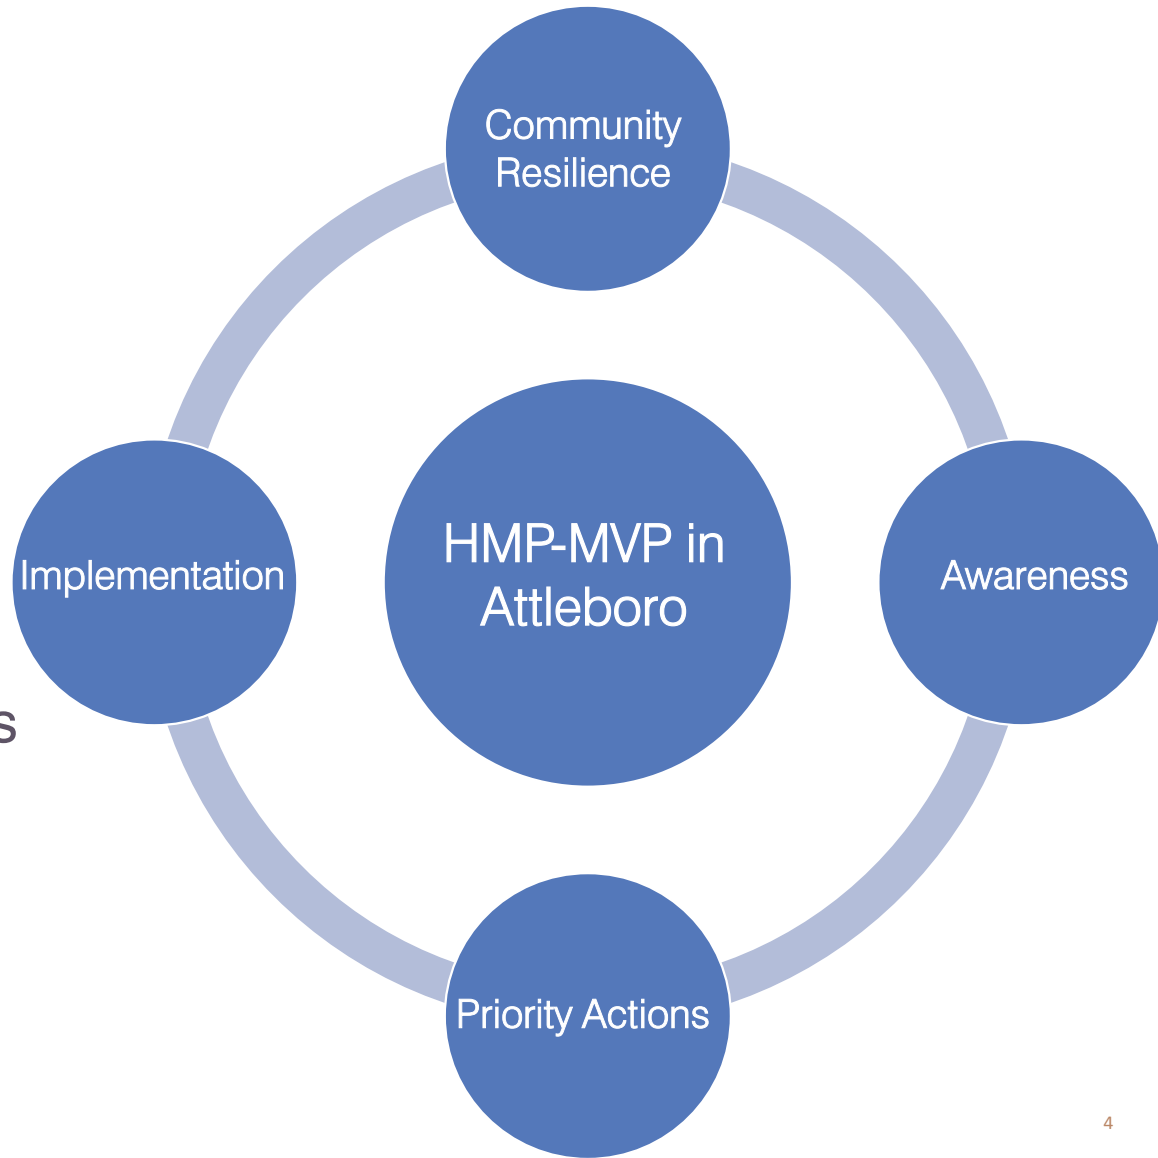 Community
Resilience
HMP-MVP in
Attleboro
Implementation
Awareness
s
Priority Actions
4